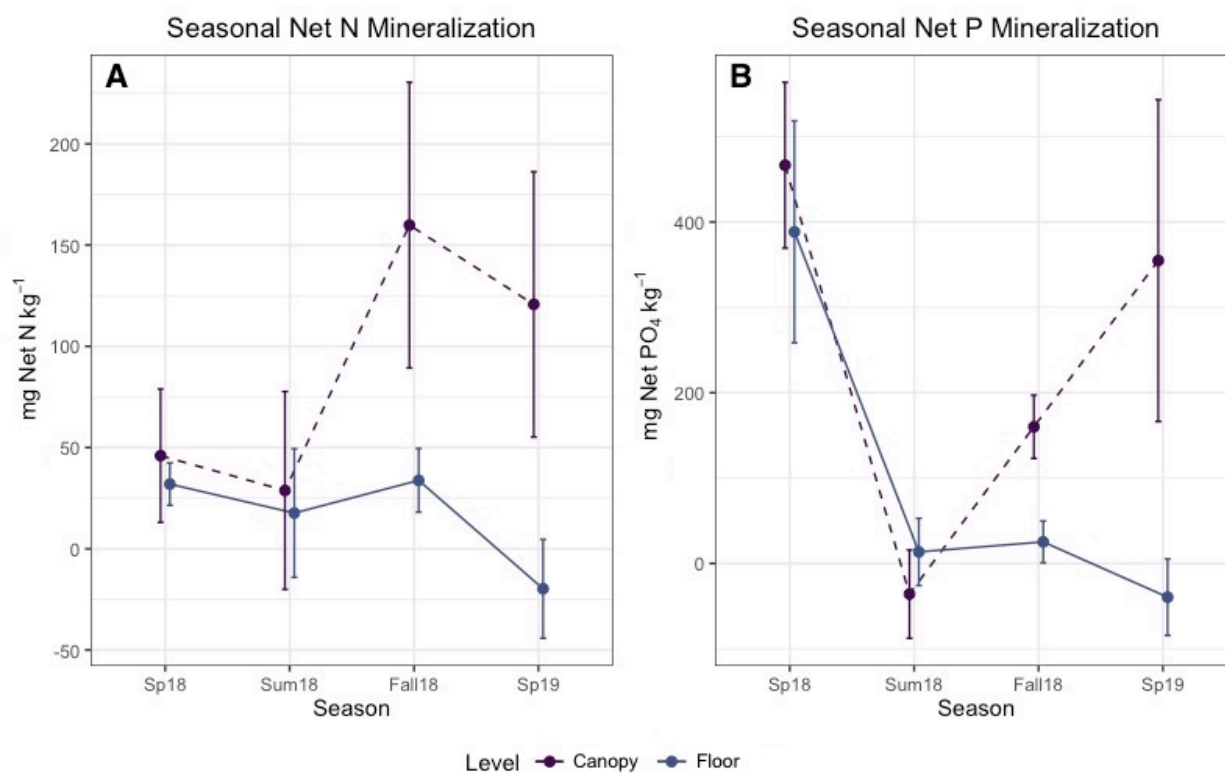 Seasonal Net N Mineralization
A
mg Net N kg⁻¹
200
150
100
50
0
-50
Sp18 Sum18 Fall18 Sp19
Season
Seasonal Net P Mineralization
B
mg Net PO₄ kg⁻¹
400
200
0
Sp18 Sum18 Fall18 Sp19
Season
Level Canopy Floor